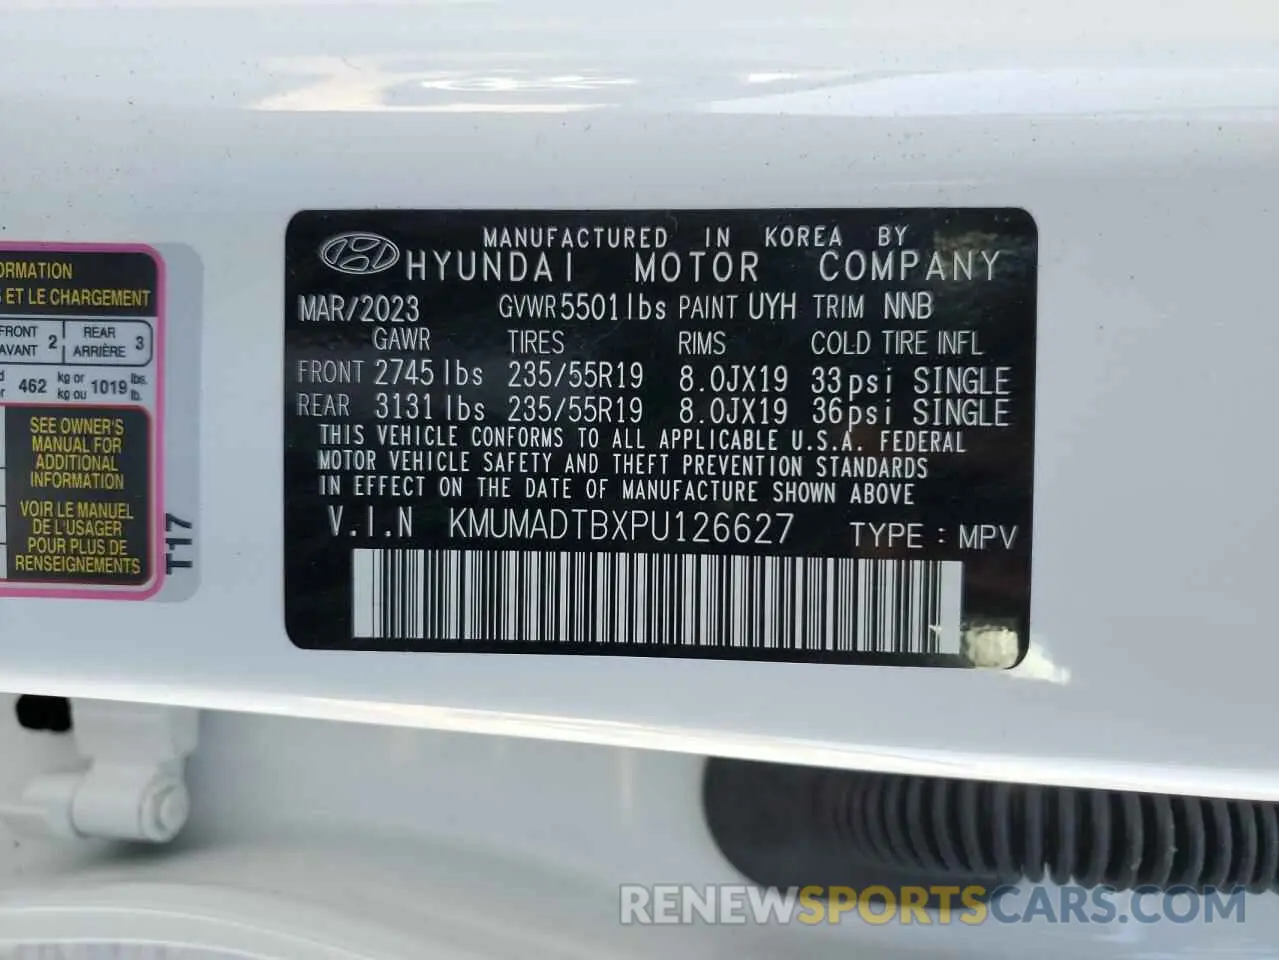 ORMATION
S ET LE CHARGEMENT
FRONT
AVANT 2
REAR
ARRIÈRE 3
462 kg or
kg ou 1019 lbs.
lb.
SEE OWNER'S
MANUAL FOR
ADDITIONAL
INFORMATION
VOIR LE MANUEL
DE L'USAGER
POUR PLUS DE
RENSEIGNEMENTS
T17
MANUFACTURED IN KOREA BY
HYUNDAI MOTOR COMPANY
MAR/2023 GVWR 5501lbs PAINT UYH TRIM NNB
GAWR TIRES RIMS COLD TIRE INFL
FRONT 2745 lbs 235/55R19 8.0JX19 33psi SINGLE
REAR 3131 lbs 235/55R19 8.0JX19 36psi SINGLE
THIS VEHICLE CONFORMS TO ALL APPLICABLE U.S.A. FEDERAL
MOTOR VEHICLE SAFETY AND THEFT PREVENTION STANDARDS
IN EFFECT ON THE DATE OF MANUFACTURE SHOWN ABOVE
V.I.N KMUMADTBXPU126627 TYPE : MPV
RENEWSPORTSCARS.COM